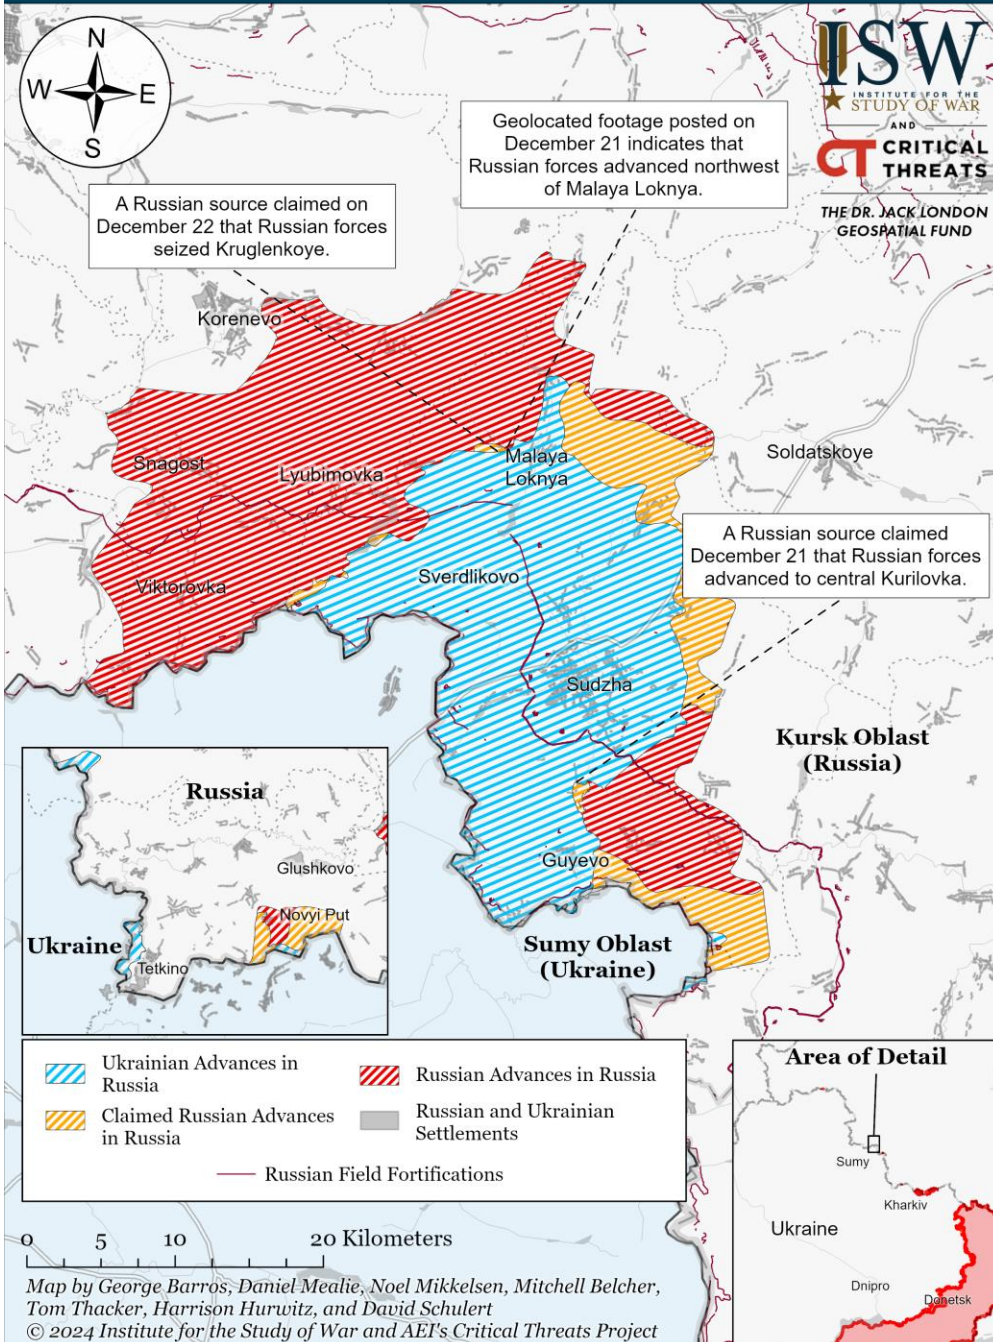 N
W
E
S
ISW
INSTITUTE FOR THE
STUDY OF WAR
AND
CT CRITICAL
THREATS
THE DR. JACK LONDON
GEOSPATIAL FUND
Geolocated footage posted on
December 21 indicates that
Russian forces advanced northwest
of Malaya Loknya.
A Russian source claimed on
December 22 that Russian forces
seized Kruglenkoye.
Korenevo
Snagost
Lyubimovka
Malaya
Loknya
Soldatskoye
A Russian source claimed
December 21 that Russian forces
advanced to central Kurilovka.
Viktorovka
Sverdlikovo
Sudzha
Kursk Oblast
(Russia)
Guyevo
Sumy Oblast
(Ukraine)
Russia
Glushkovo
Novyi Put
Ukraine
Tetkino
Ukrainian Advances in
Russia
Russian Advances in Russia
Claimed Russian Advances
in Russia
Russian and Ukrainian
Settlements
Russian Field Fortifications
Area of Detail
Sumy
Kharkiv
Ukraine
Dnipro
Donetsk
0 5 10 20 Kilometers
Map by George Barros, Daniel Mealie, Noel Mikkelsen, Mitchell Belcher,
Tom Thacker, Harrison Hurwitz, and David Schulert
© 2024 Institute for the Study of War and AEI's Critical Threats Project